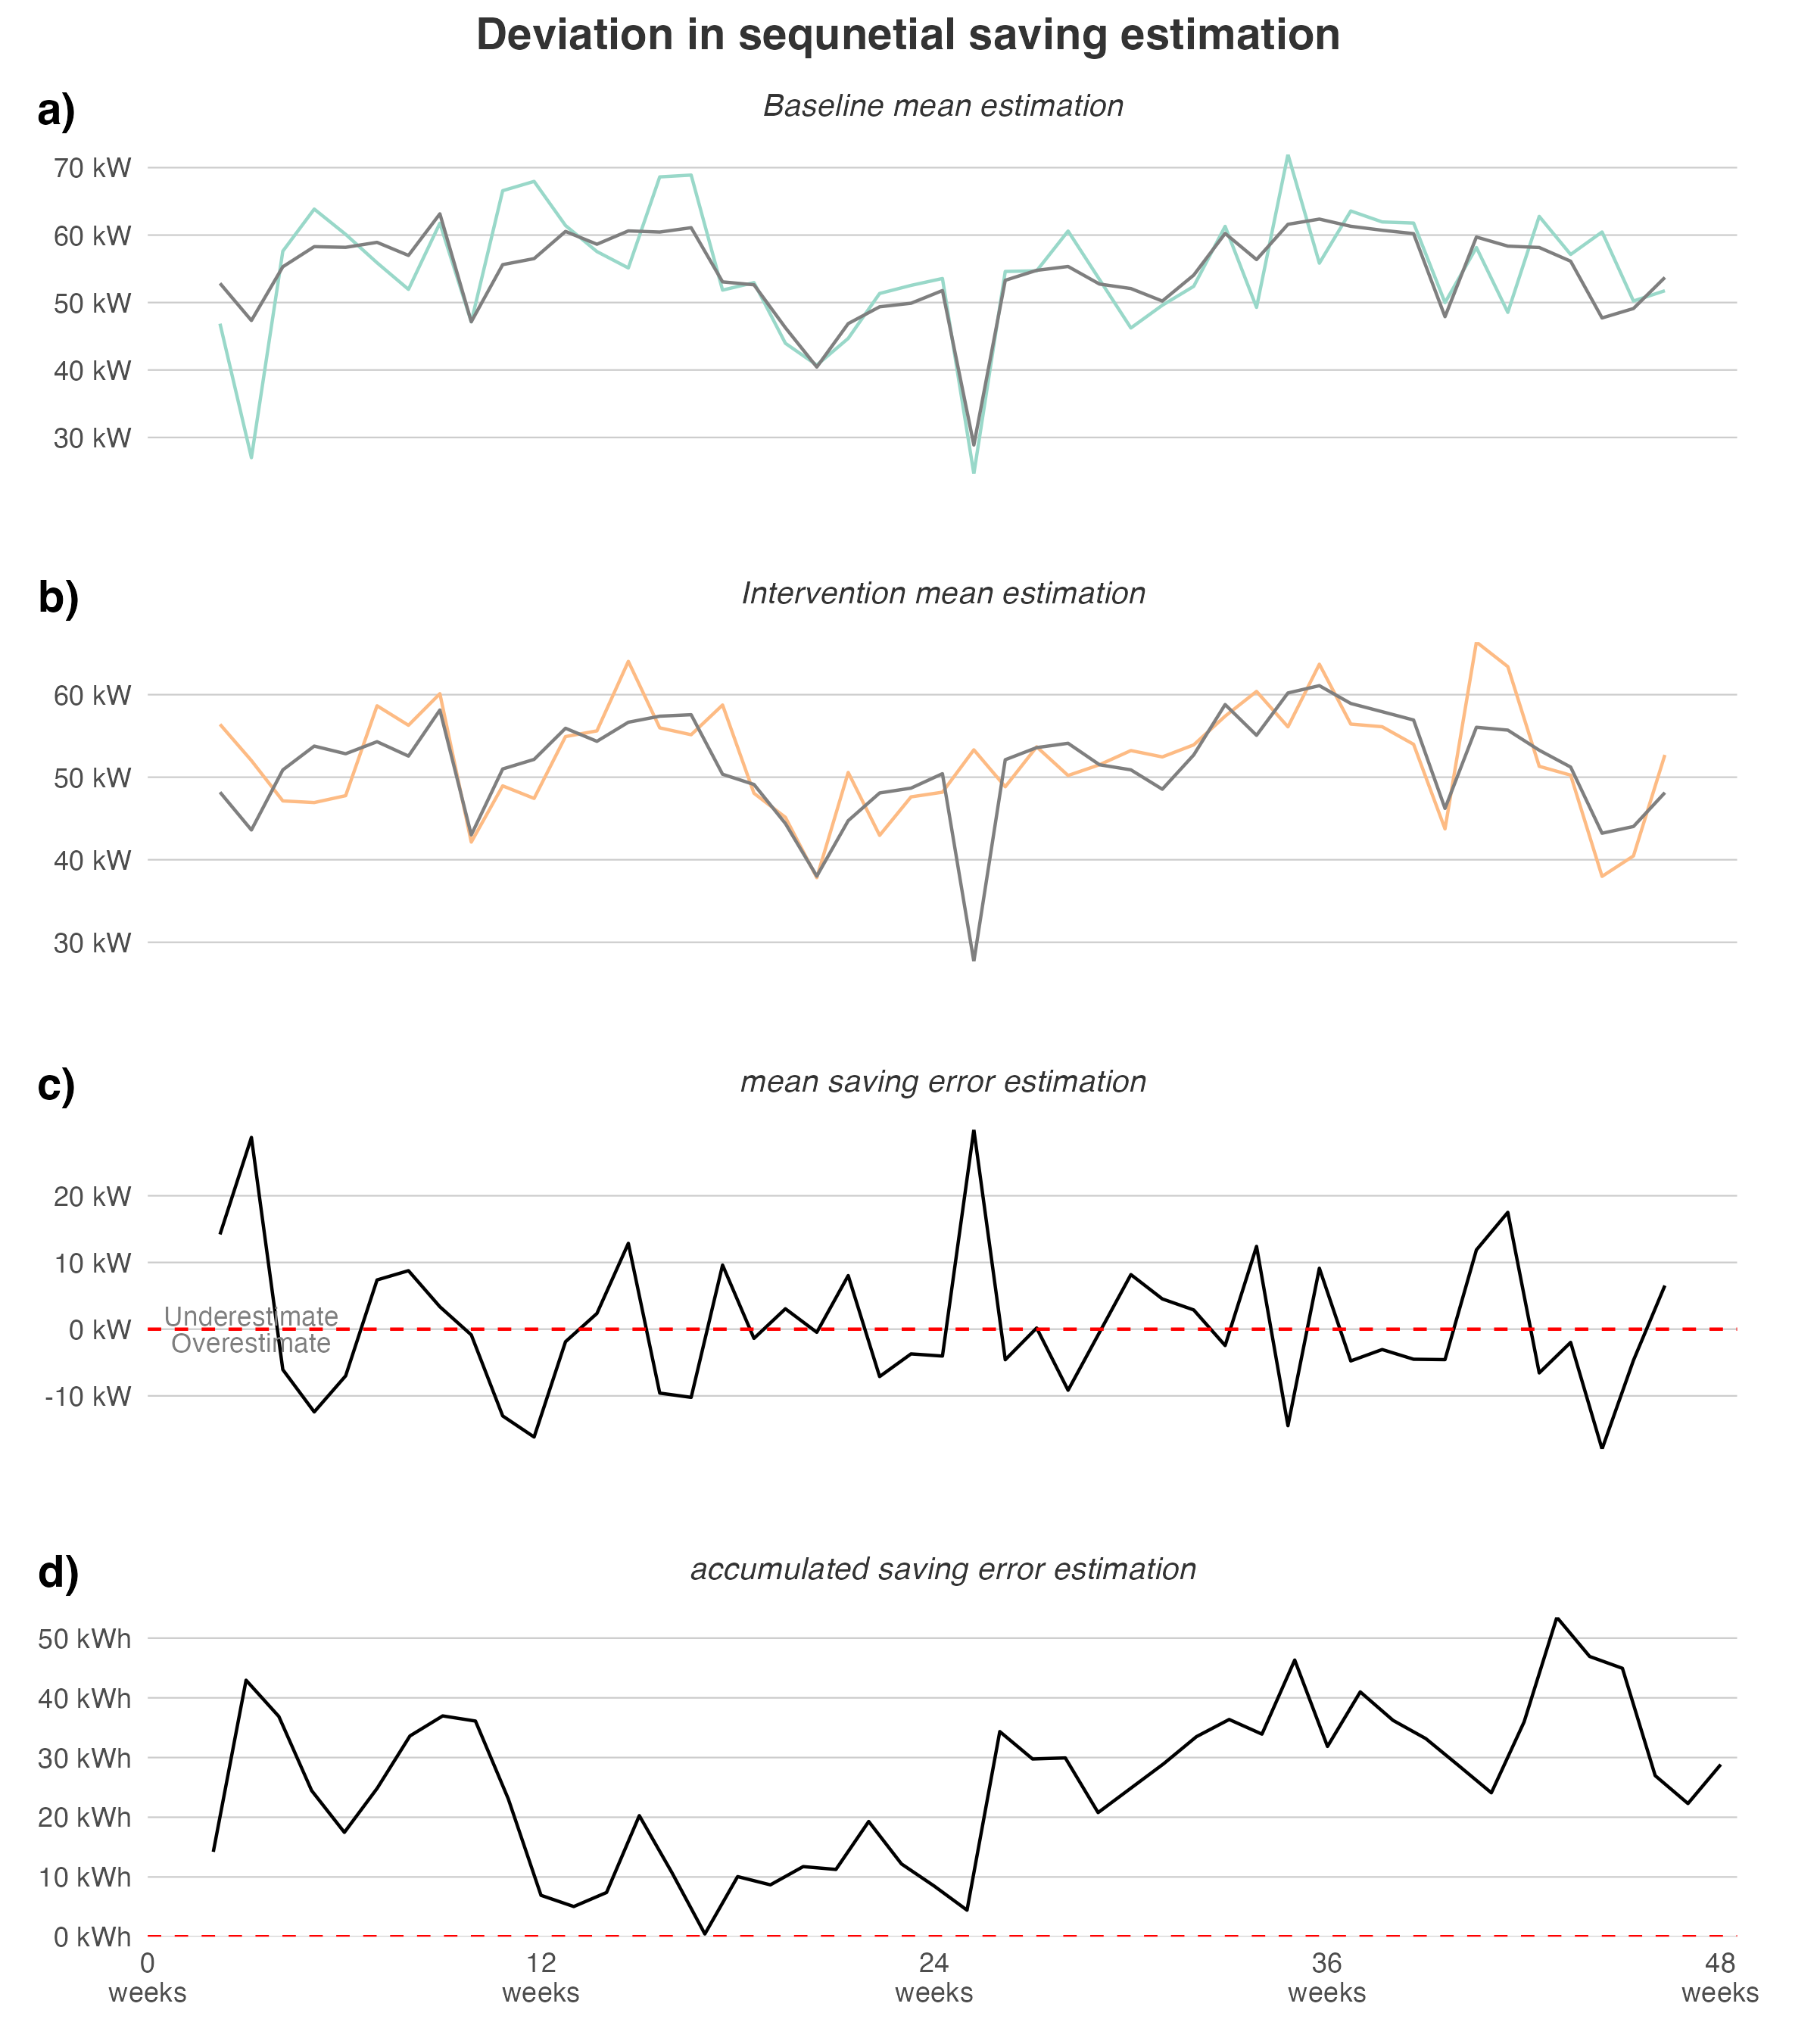 Deviation in sequnetial saving estimation
a)
Baseline mean estimation
70 kW
60 kW
50 kW
40 kW
30 kW
b)
Intervention mean estimation
60 kW
50 kW
40 kW
30 kW
c)
mean saving error estimation
20 kW
10 kW
Underestimate
0 kW
Overestimate
-10 kW
d)
accumulated saving error estimation
50 kWh
40 kWh
30 kWh
20 kWh
10 kWh
0 kWh
0 12 24 36 48
weeks weeks weeks weeks weeks